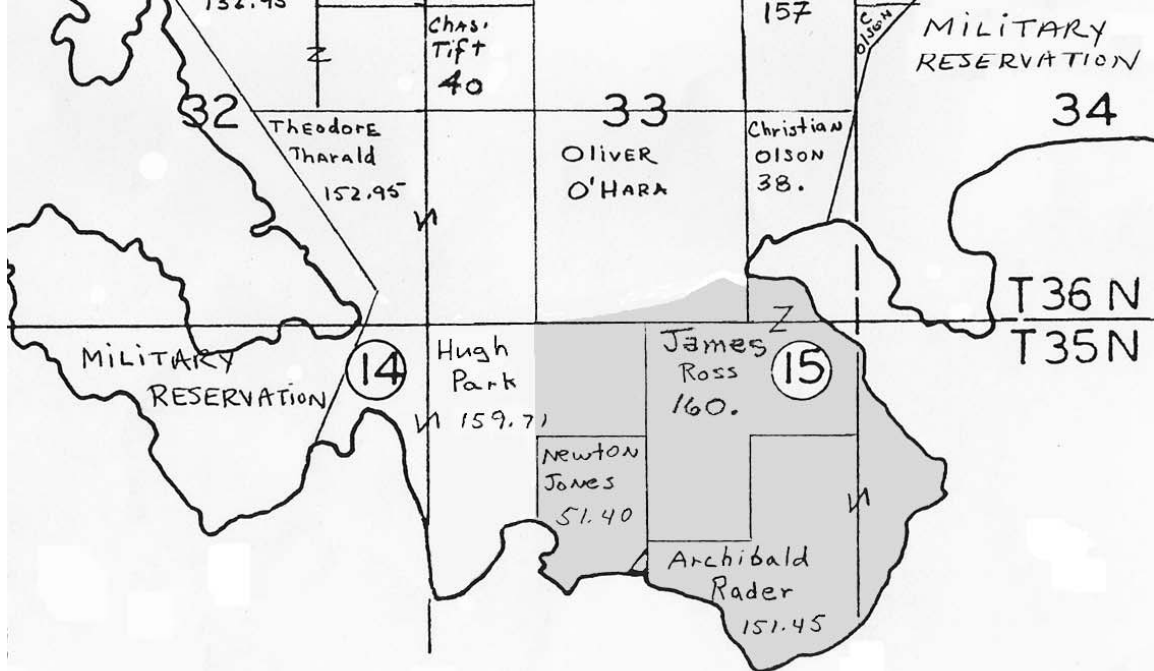 132.95
Chas.
Tift
40
157
C
Olson
MILITARY
RESERVATION
32
33
34
Theodore
Tharald
152.95
Oliver
O'Hara
Christian
Olson
38.
T36N
T35N
MILITARY
RESERVATION
14
Hugh
Park
159.71
James
Ross
160.
15
Newton
Jones
51.40
Archibald
Rader
151.45